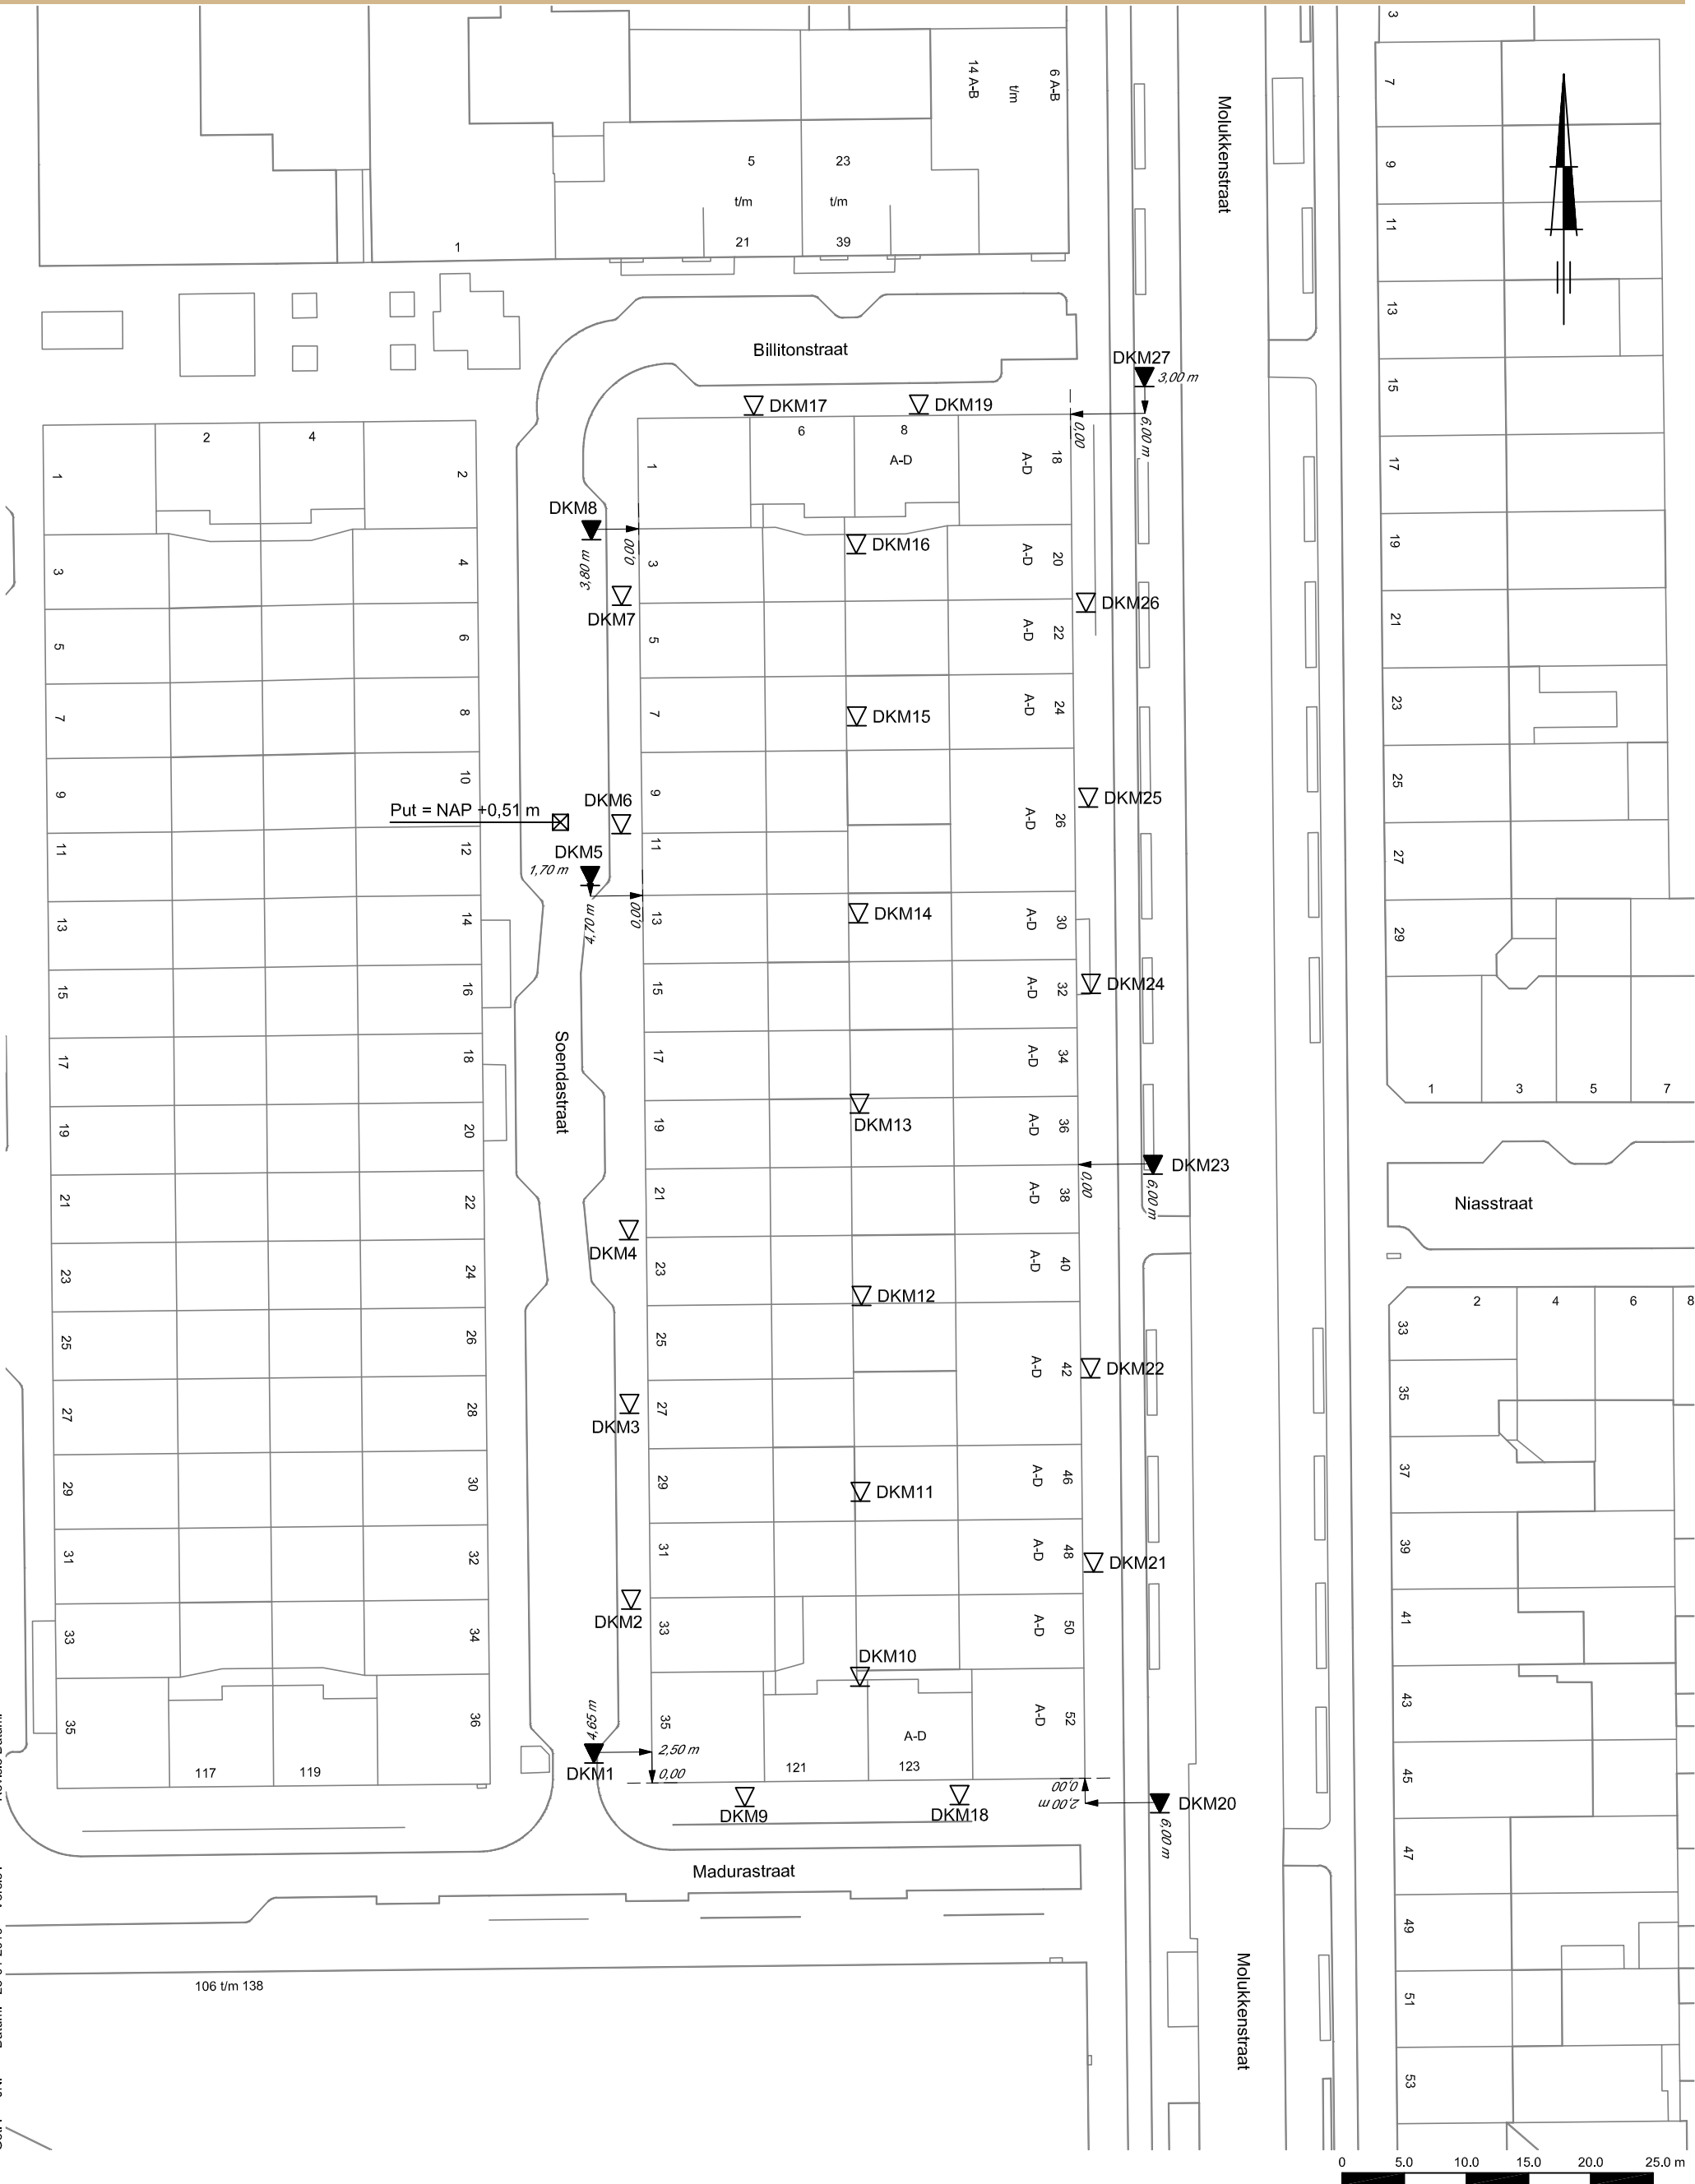 3
14 A-B
t/m
6 A-B
7
Molukkenstraat
5
23
9
t/m
t/m
11
1
21
39
13
Billitonstraat
DKM27
3,00 m
15
DKM17
DKM19
6,00 m
0,00
2
4
6
8
A-D
1
2
1
A-D
18
17
DKM8
0,00
3,80 m
DKM16
3
4
3
A-D
20
19
DKM7
DKM26
5
6
5
A-D
22
21
7
8
7
DKM15
A-D
24
23
9
10
9
DKM25
25
Put = NAP +0,51 m
DKM6
A-D
26
11
12
DKM5
11
27
1,70 m
0,00
4,70 m
13
14
13
DKM14
A-D
30
29
15
16
15
A-D
32
DKM24
Soendastraat
17
18
17
A-D
34
1
3
5
7
19
20
19
DKM13
A-D
36
DKM23
0,00
6,00 m
21
22
21
A-D
38
Niasstraat
DKM4
23
24
23
A-D
40
DKM12
2
4
6
8
25
26
25
33
A-D
42
DKM22
35
27
28
DKM3
27
29
30
29
DKM11
A-D
46
37
31
32
31
A-D
48
DKM21
39
33
34
DKM2
33
A-D
50
41
DKM10
35
36
4,65 m
35
A-D
A-D
52
43
2,50 m
117
119
DKM1
0,00
121
123
0,00
2,00 m
45
DKM9
DKM18
DKM20
6,00 m
Madurastraat
47
49
106 t/m 138
Molukkenstraat
51
53
0
5.0
10.0
15.0
20.0
25.0 m